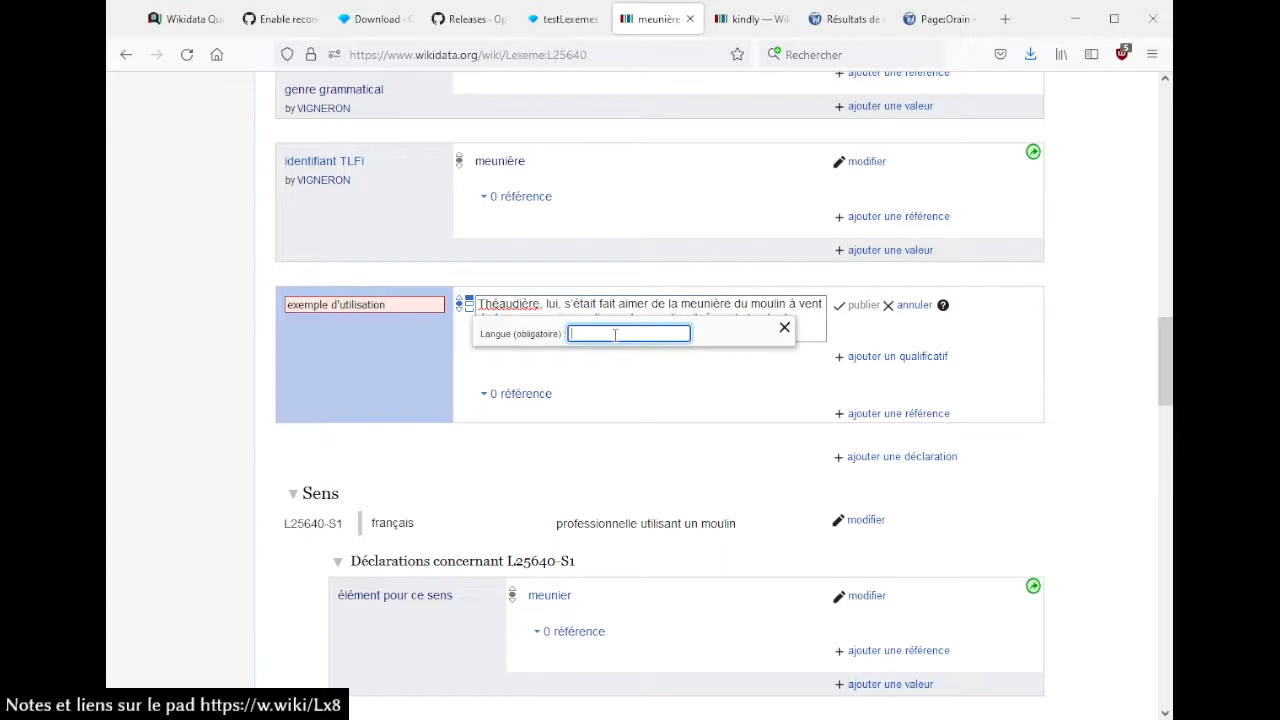 Wikidata Qu
Enable recon
Download - O
Releases - Op
testLexemes
meunière
kindly — Wik
Résultats de
Page:Orain -
https://www.wikidata.org/wiki/Lexeme:L25640
Rechercher
5
ajouter une référence
genre grammatical
by VIGNERON
ajouter une valeur
identifiant TLFi
by VIGNERON
meunière
modifier
0 référence
ajouter une référence
ajouter une valeur
exemple d'utilisation
Théaudière, lui, s'était fait aimer de la meunière du moulin à vent
publier
annuler
Langue (obligatoire)
ajouter un qualificatif
0 référence
ajouter une référence
ajouter une déclaration
Sens
L25640-S1
français
professionnelle utilisant un moulin
modifier
Déclarations concernant L25640-S1
élément pour ce sens
meunier
modifier
0 référence
ajouter une référence
ajouter une valeur
Notes et liens sur le pad https://w.wiki/Lx8